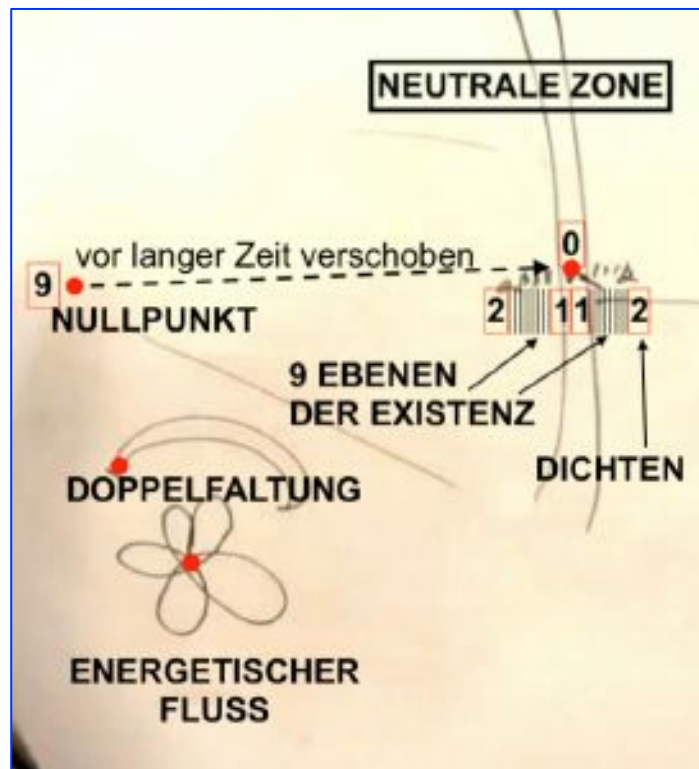 NEUTRALE ZONE
vor langer Zeit verschoben
0
9
NULLPUNKT
2 1 1 2
9 EBENEN
DER EXISTENZ
DICHTEN
DOPPELFALTUNG
ENERGETISCHER
FLUSS